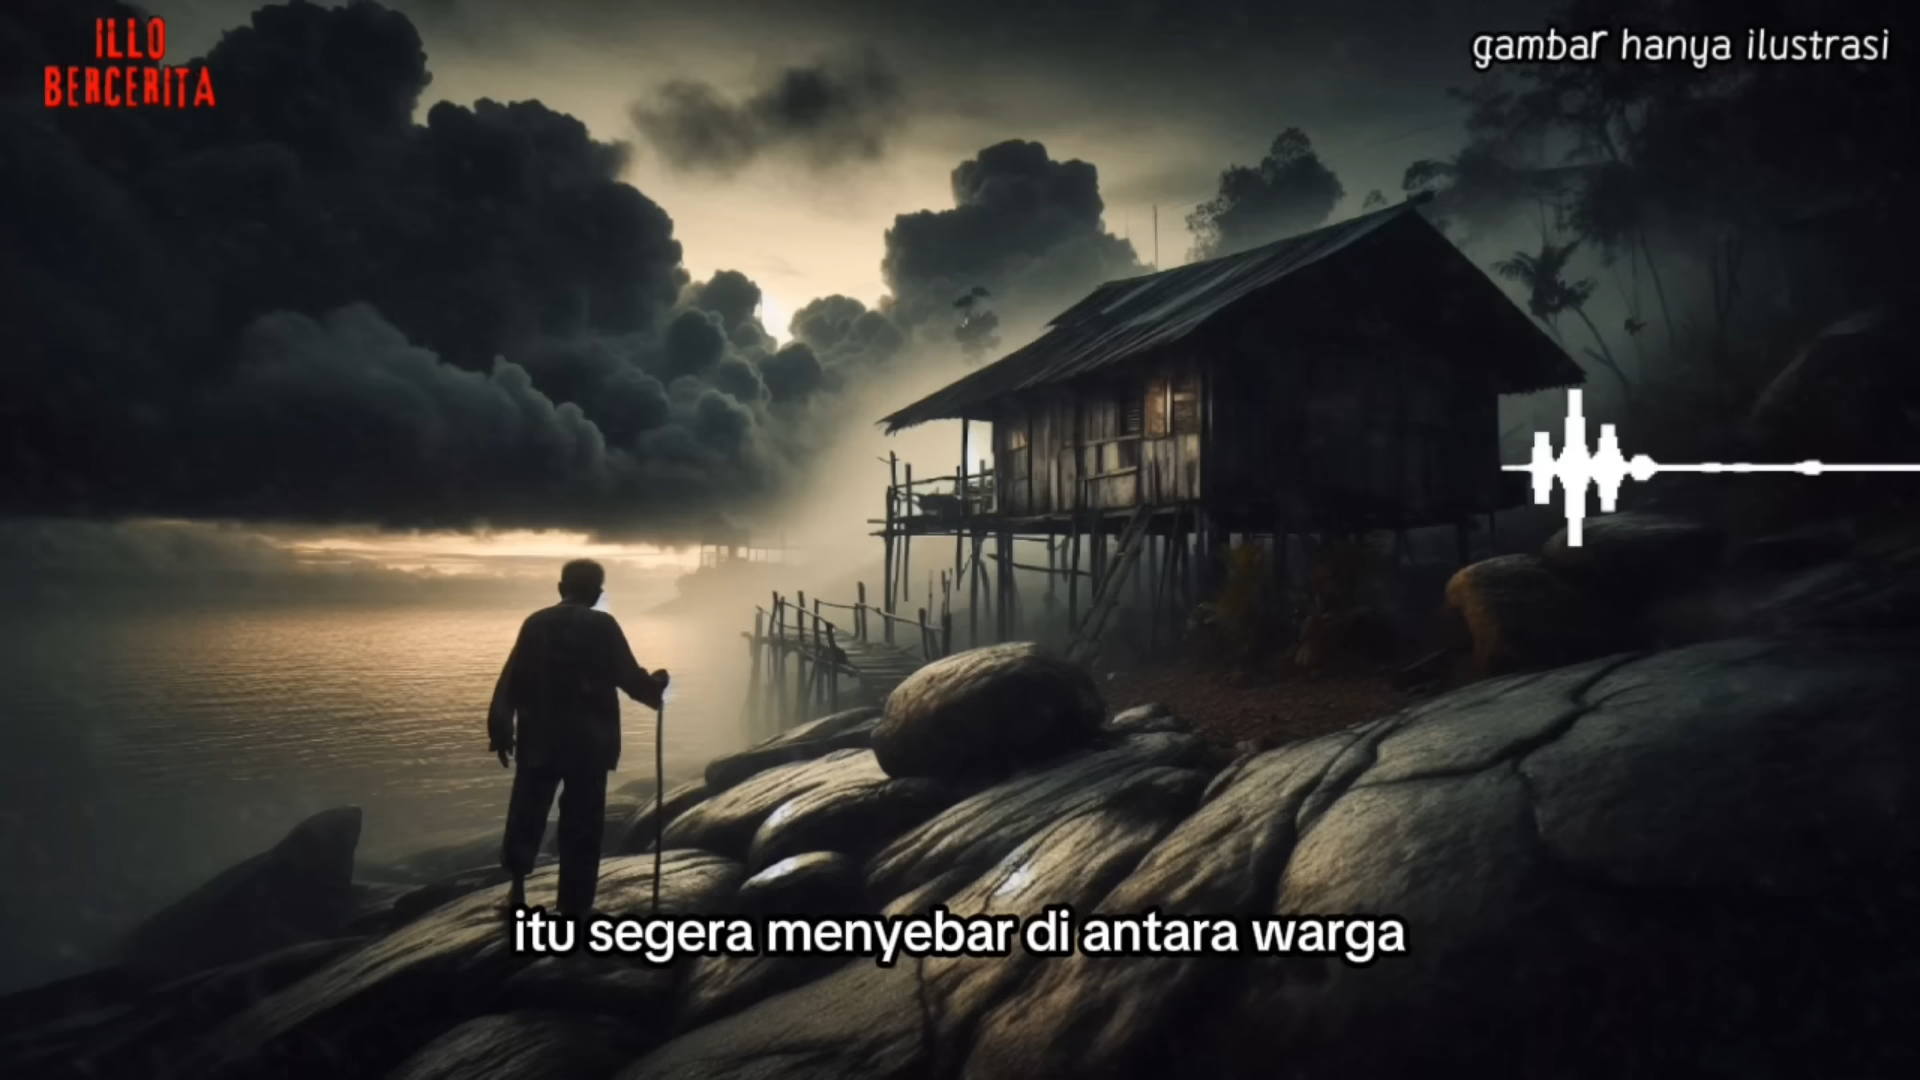 ILLO
BERCERITA
gambar hanya ilustrasi
itu segera menyebar di antara warga